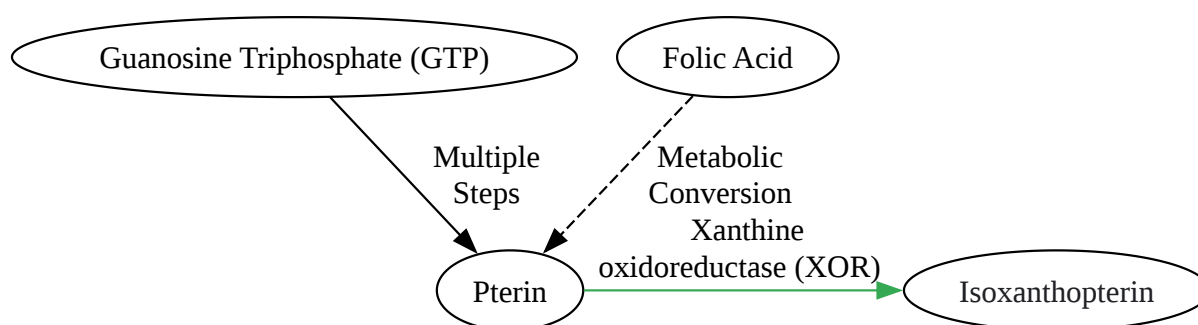 Guanosine Triphosphate (GTP)
Folic Acid
Multiple
Steps
Metabolic
Conversion
Xanthine
oxidoreductase (XOR)
Pterin
Isoxanthopterin